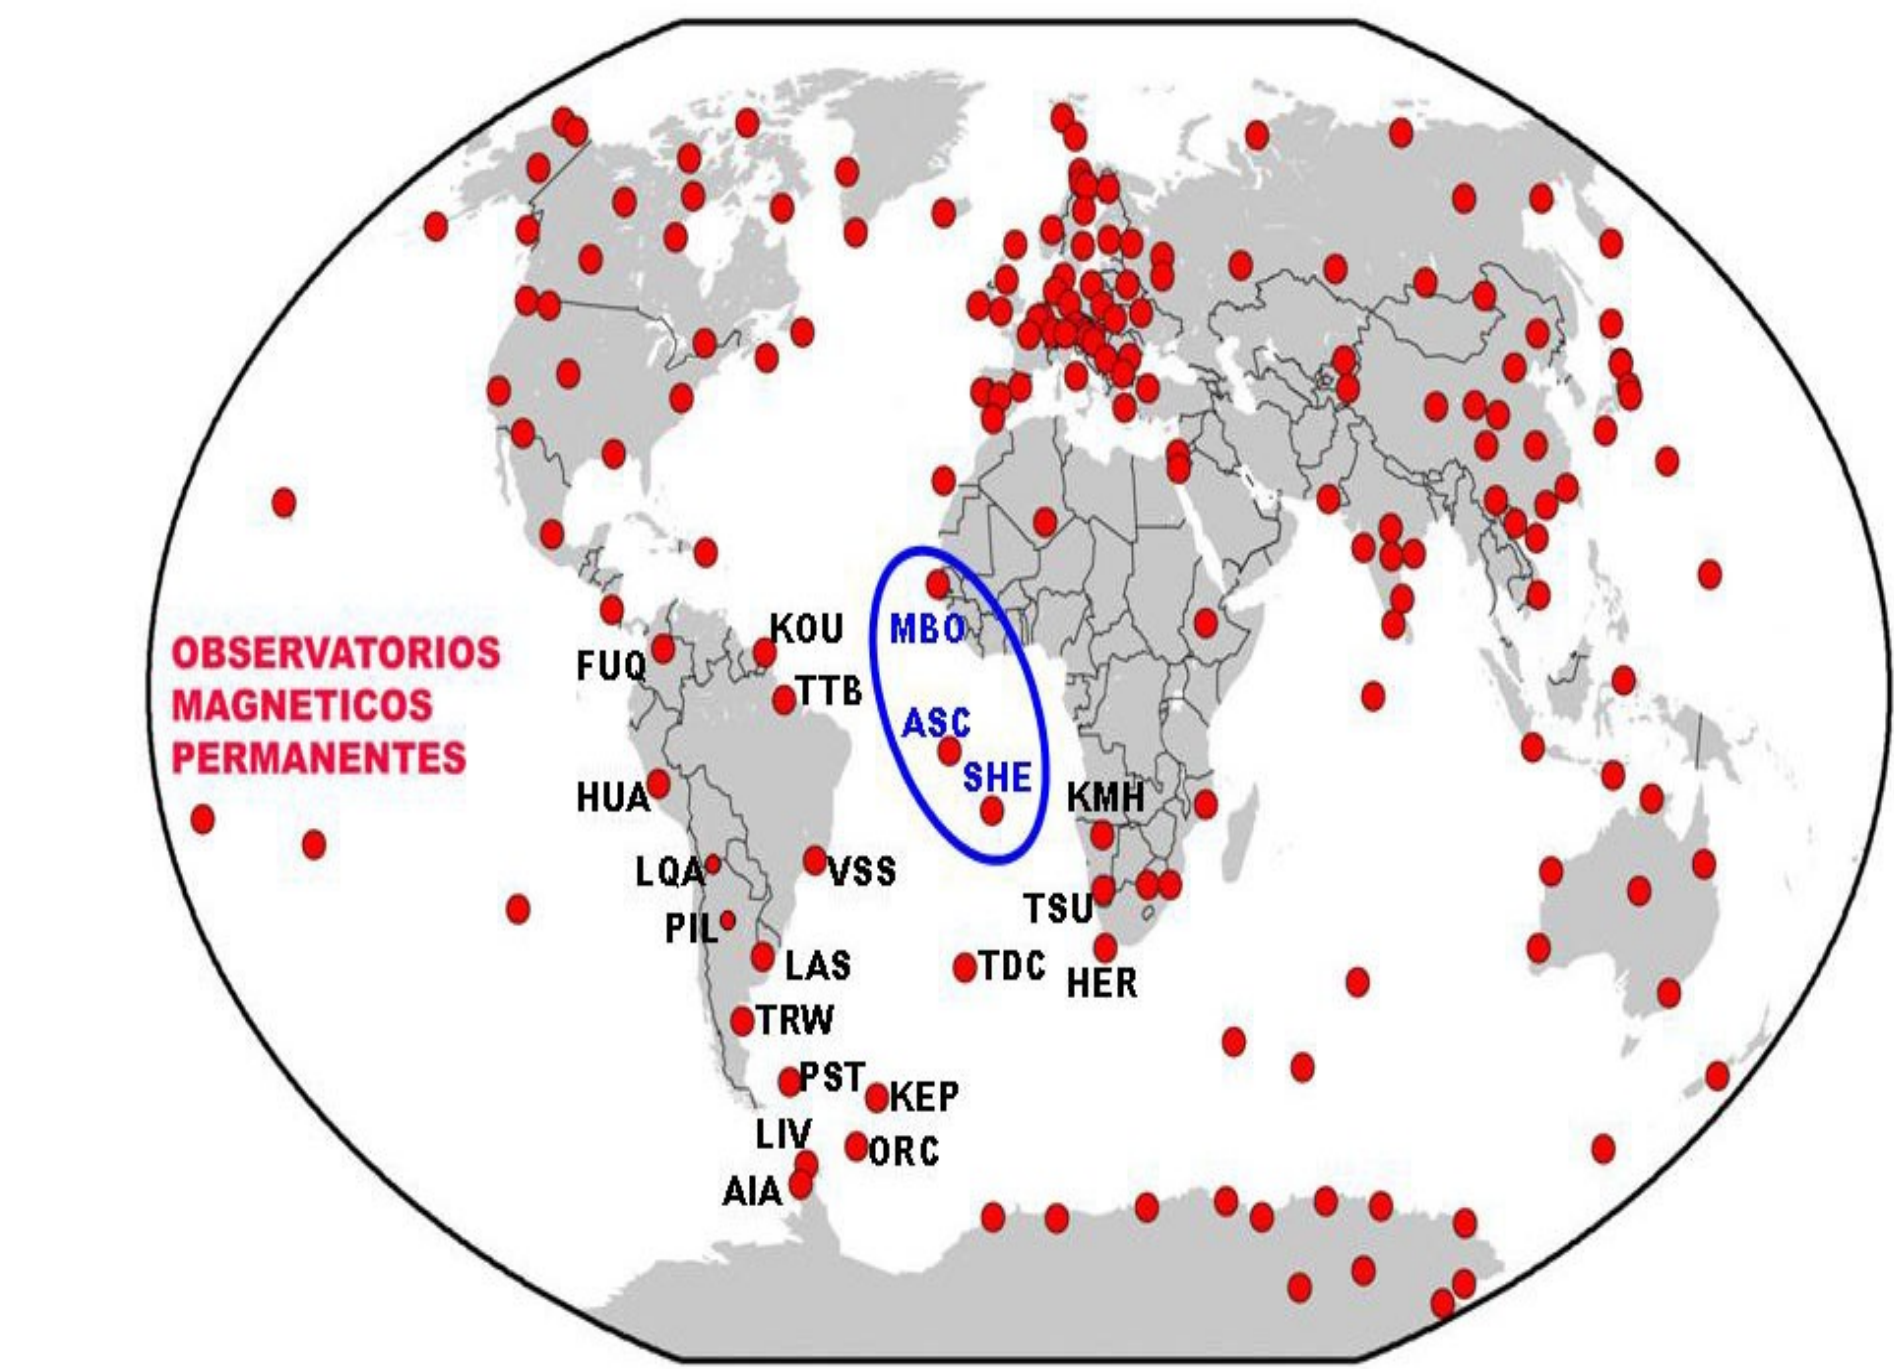 KOU
MBO
FUQ
TTB
OBSERVATORIOS
MAGNETICOS
PERMANENTES
ASC
SHE
HUA
KMH
LQA
VSS
TSU
PIL
LAS
TDC
HER
TRW
PST
KEP
LIV
ORC
AIA